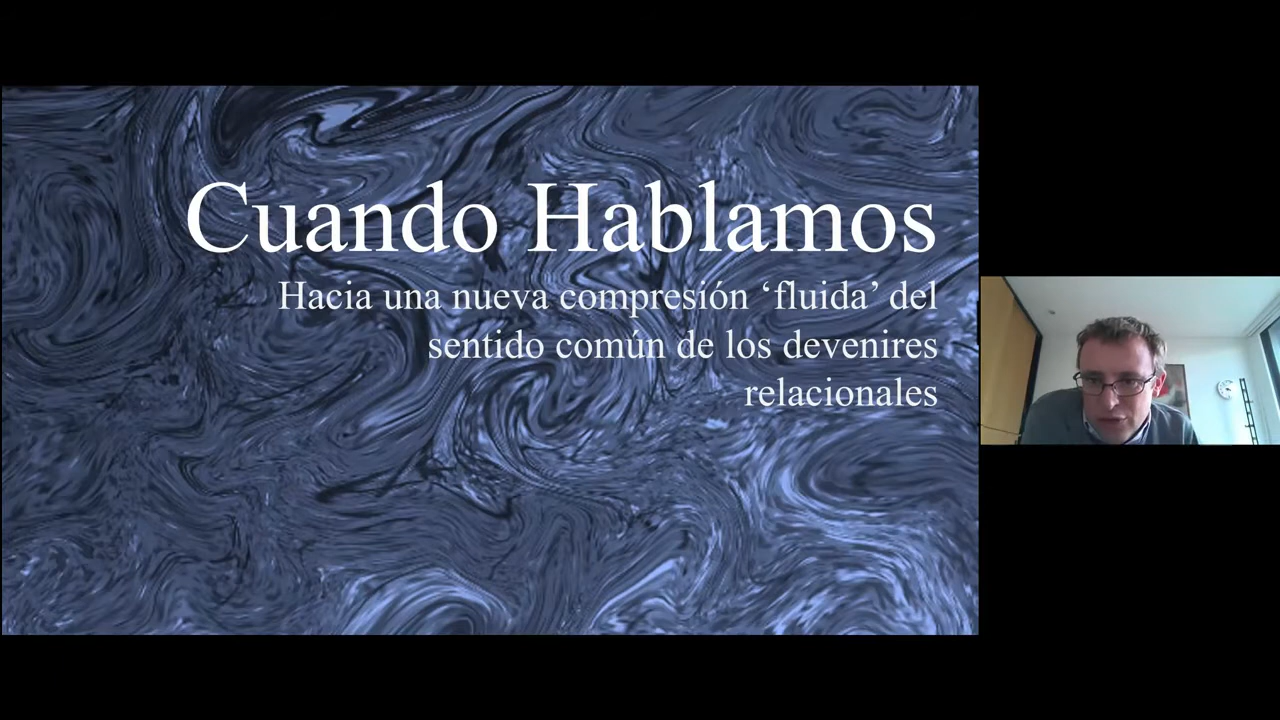 Cuando Hablamos
Hacia una nueva compresión ‘fluida’ del
sentido común de los devenires
relacionales